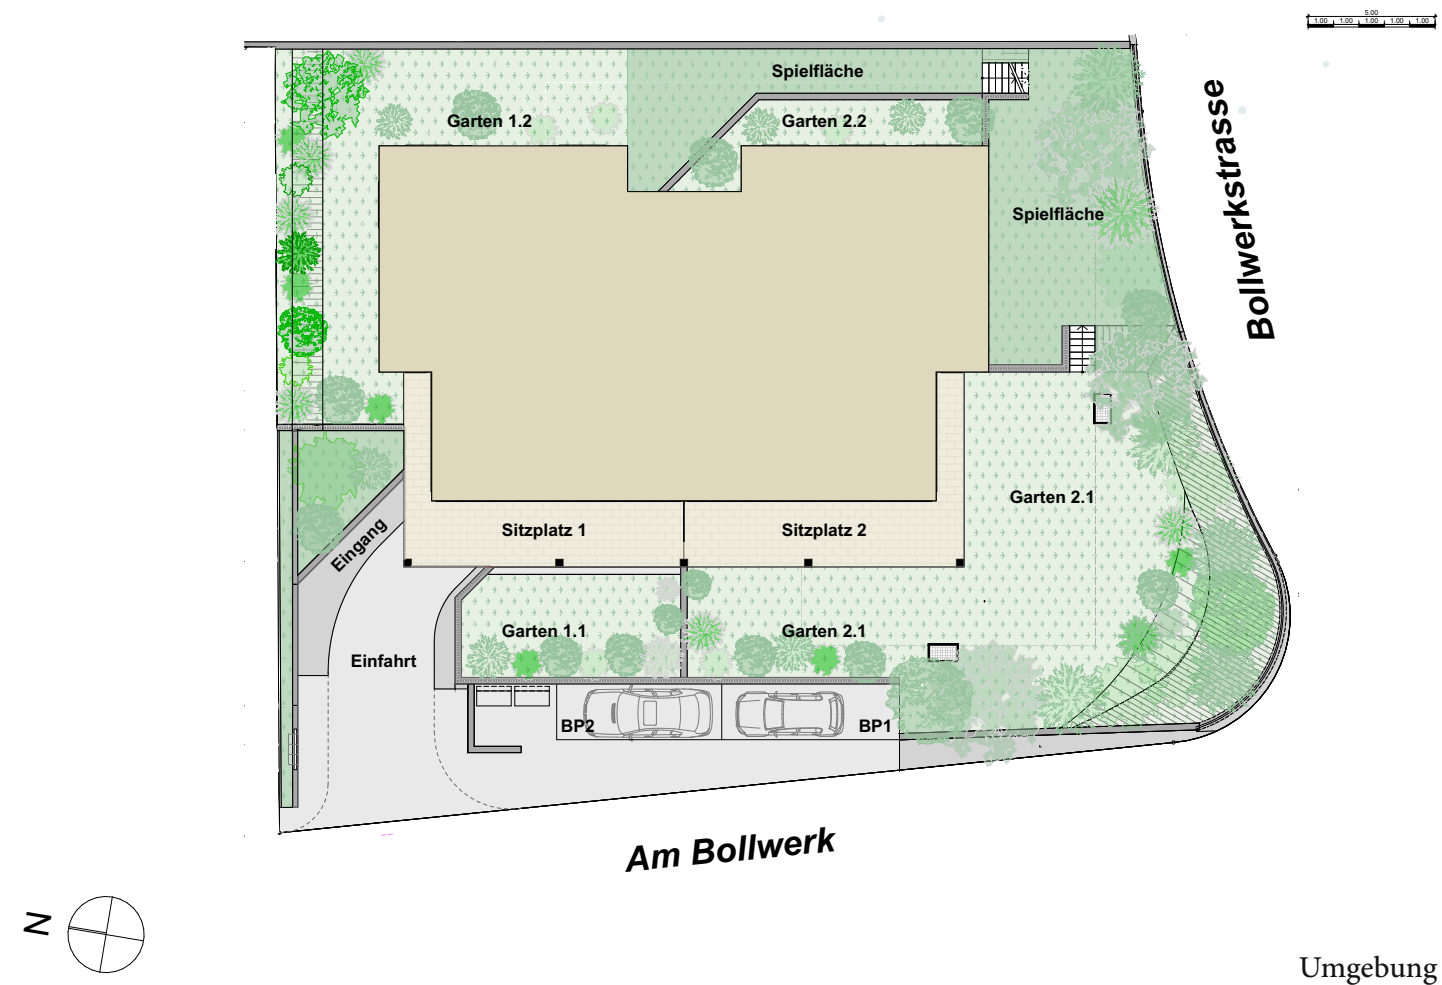 5.00
1.00 1.00 1.00 1.00 1.00
Spielfläche
Garten 1.2
Garten 2.2
Spielfläche
Bollwerkstrasse
Garten 2.1
Sitzplatz 1
Sitzplatz 2
Eingang
Garten 1.1
Garten 2.1
Einfahrt
BP2
BP1
Am Bollwerk
N
Umgebung